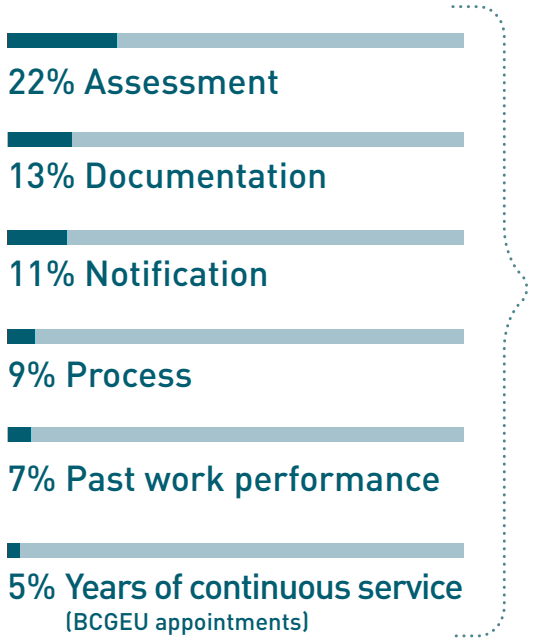 22% Assessment
13% Documentation
11% Notification
9% Process
7% Past work performance
5% Years of continuous service
(BCGEU appointments)